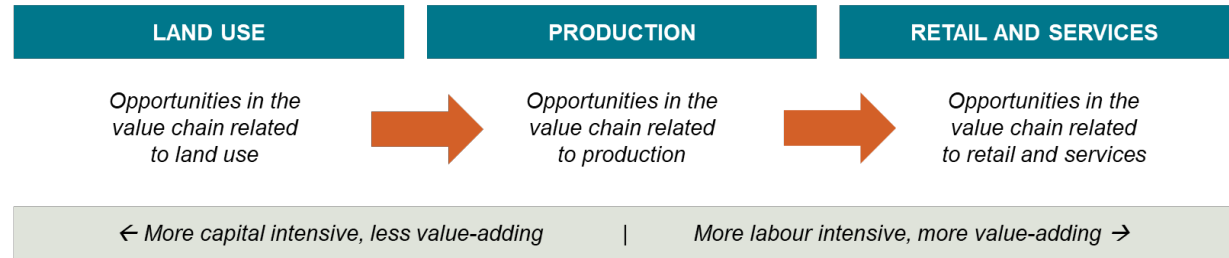 LAND USE
PRODUCTION
RETAIL AND SERVICES
Opportunities in the
value chain related
to land use
Opportunities in the
value chain related
to production
Opportunities in the
value chain related
to retail and services
← More capital intensive, less value-adding | More labour intensive, more value-adding →